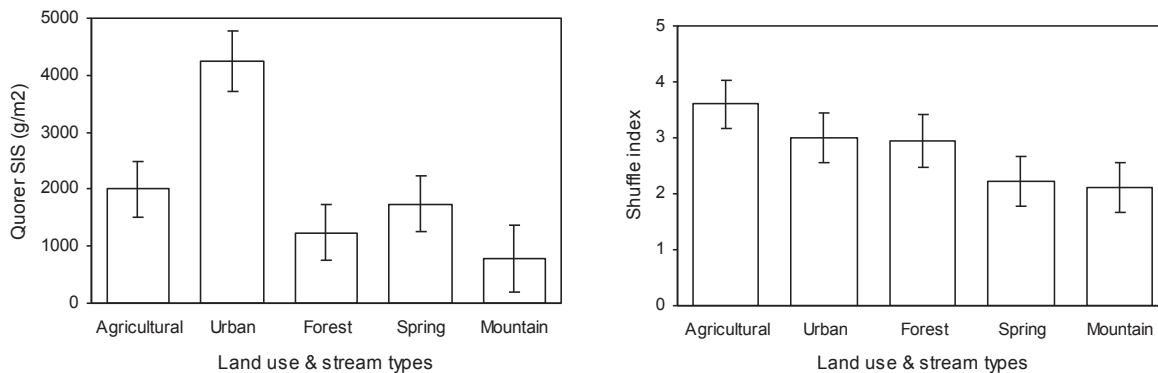 5000
4000
3000
2000
1000
0
Quorer SIS (g/m2)
Agricultural Urban Forest Spring Mountain
Land use & stream types
5
4
3
2
1
0
Shuffle index
Agricultural Urban Forest Spring Mountain
Land use & stream types